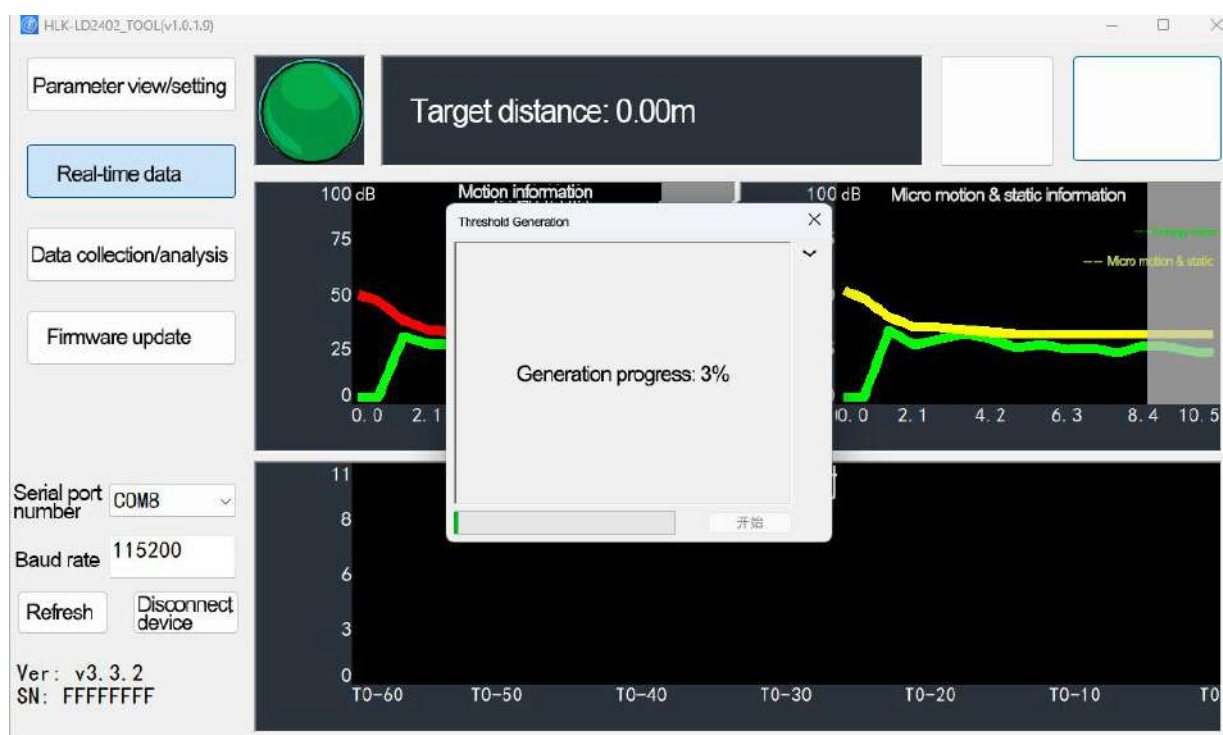 HLK-LD2402_TOOL(v1.0.1.9)
Parameter view/setting
Target distance: 0.00m
Real-time data
Data collection/analysis
Firmware update
100 dB
Motion information
75
50
25
0
0.0 2.1
Threshold Generation
Generation progress: 3%
开始
100 dB
Micro motion & static information
Micro motion & static
0.0 2.1 4.2 6.3 8.4 10.5
Serial port
number
COM8
Baud rate
115200
Refresh
Disconnect
device
Ver: v3.3.2
SN: FFFFFFFF
11
8
6
3
0
T0-60 T0-50 T0-40 T0-30 T0-20 T0-10 T0